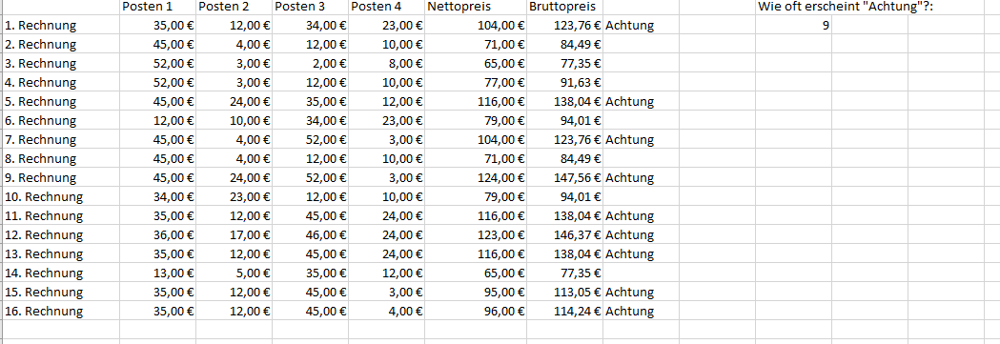 Posten 1 Posten 2 Posten 3 Posten 4 Nettopreis Bruttopreis Wie oft erscheint "Achtung"?:
1. Rechnung 35,00 € 12,00 € 34,00 € 23,00 € 104,00 € 123,76 € Achtung 9
2. Rechnung 45,00 € 4,00 € 12,00 € 10,00 € 71,00 € 84,49 €
3. Rechnung 52,00 € 3,00 € 2,00 € 8,00 € 65,00 € 77,35 €
4. Rechnung 52,00 € 3,00 € 12,00 € 10,00 € 77,00 € 91,63 €
5. Rechnung 45,00 € 24,00 € 35,00 € 12,00 € 116,00 € 138,04 € Achtung
6. Rechnung 12,00 € 10,00 € 34,00 € 23,00 € 79,00 € 94,01 €
7. Rechnung 45,00 € 4,00 € 52,00 € 3,00 € 104,00 € 123,76 € Achtung
8. Rechnung 45,00 € 4,00 € 12,00 € 10,00 € 71,00 € 84,49 €
9. Rechnung 45,00 € 24,00 € 52,00 € 3,00 € 124,00 € 147,56 € Achtung
10. Rechnung 34,00 € 23,00 € 12,00 € 10,00 € 79,00 € 94,01 €
11. Rechnung 35,00 € 12,00 € 45,00 € 24,00 € 116,00 € 138,04 € Achtung
12. Rechnung 36,00 € 17,00 € 46,00 € 24,00 € 123,00 € 146,37 € Achtung
13. Rechnung 35,00 € 12,00 € 45,00 € 24,00 € 116,00 € 138,04 € Achtung
14. Rechnung 13,00 € 5,00 € 35,00 € 12,00 € 65,00 € 77,35 €
15. Rechnung 35,00 € 12,00 € 45,00 € 3,00 € 95,00 € 113,05 € Achtung
16. Rechnung 35,00 € 12,00 € 45,00 € 4,00 € 96,00 € 114,24 € Achtung